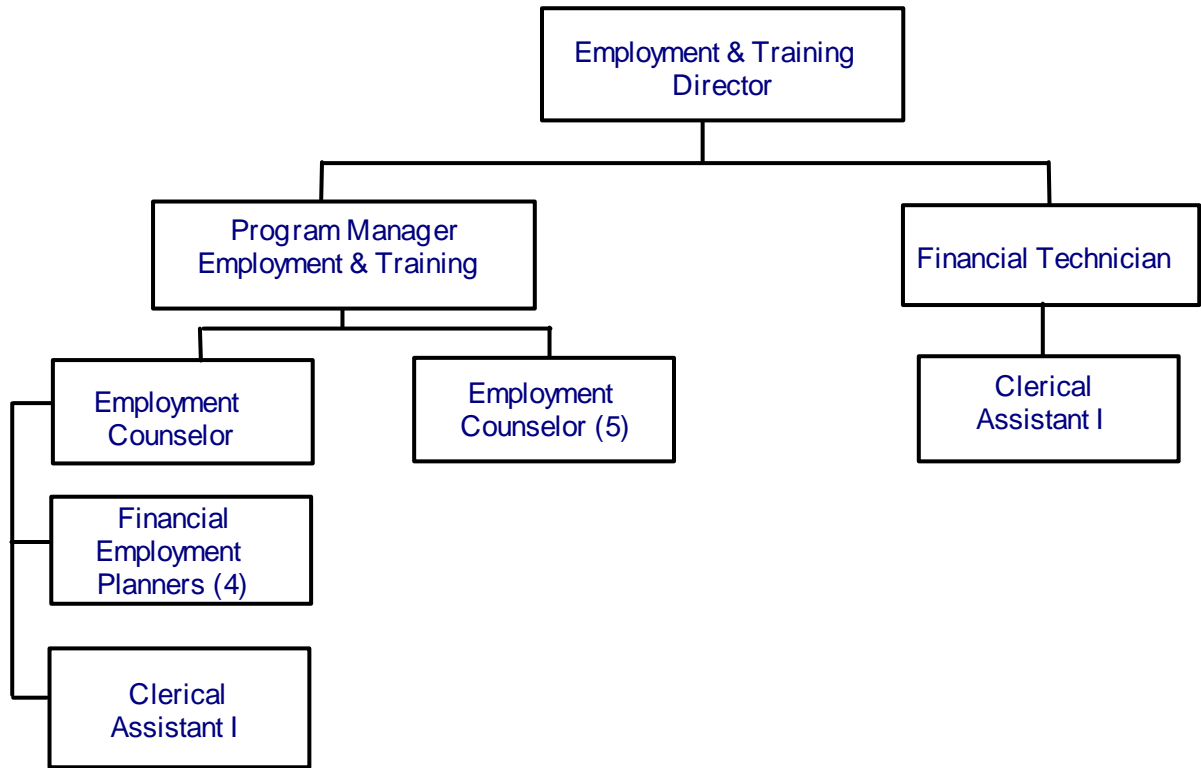 Employment & Training
Director
Program Manager
Employment & Training
Financial Technician
Employment
Counselor
Employment
Counselor (5)
Clerical
Assistant I
Financial
Employment
Planners (4)
Clerical
Assistant I